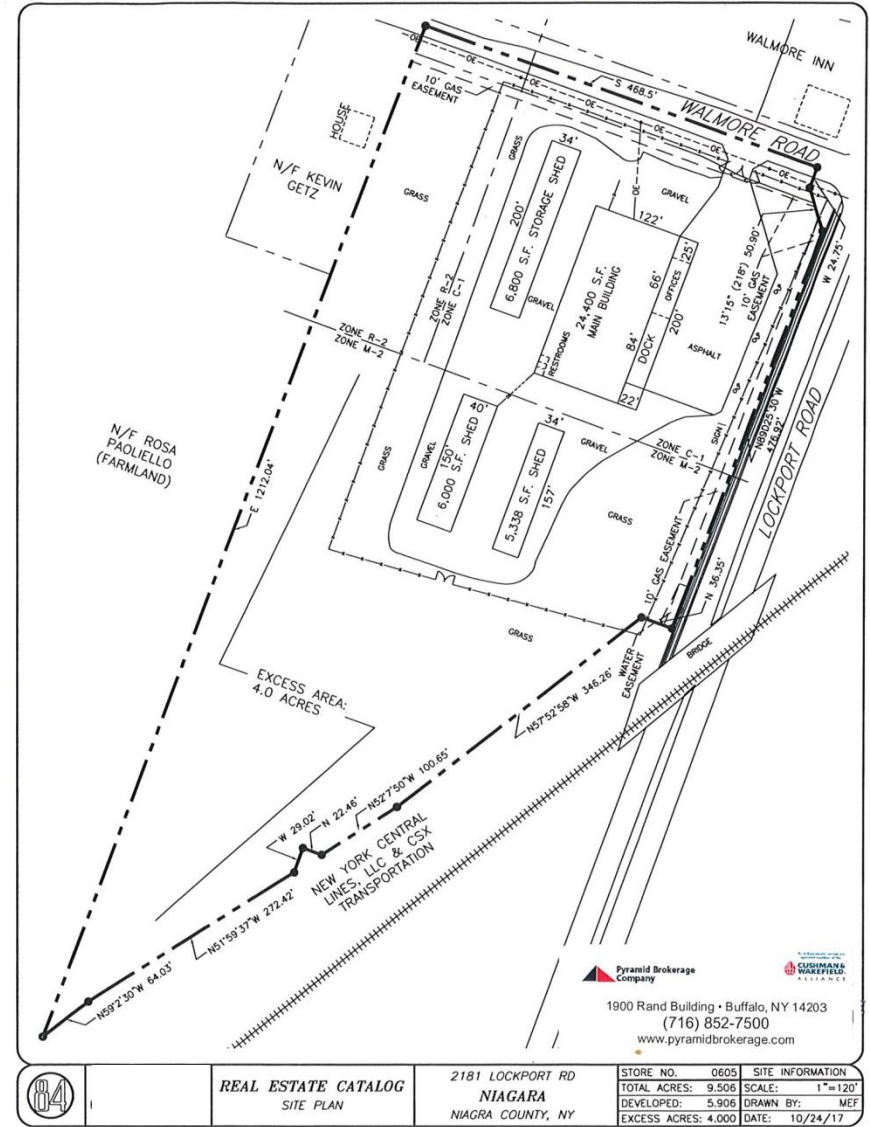 WALMORE INN
OE
S 468.5'
WALMORE ROAD
10' GAS
EASEMENT
OE
OE
OE
OE
HOUSE
N/F KEVIN
GETZ
GRASS
GRASS
34'
200'
6,800 S.F. STORAGE SHED
OE
GRAVEL
122'
25'
OFFICES
66'
24,400 S.F.
MAIN BUILDING
84'
DOCK
200'
22'
RESTROOMS
GRAVEL
ASPHALT
13'15" (218') 50.90'
10' GAS
EASEMENT
W 24.75'
ZONE R-2
ZONE C-1
ZONE R-2
ZONE M-2
N/F ROSA
PAOLIELLO
(FARMLAND)
E 1212.04'
GRASS
GRAVEL
40'
150'
6,000 S.F. SHED
34'
5,338 S.F. SHED
157'
GRAVEL
ZONE C-1
ZONE M-2
SIGN
N89D25'30"W
476.92'
LOCKPORT ROAD
GRASS
10' GAS EASEMENT
N 36.35'
GRASS
WATER
EASEMENT
BRIDGE
EXCESS AREA:
4.0 ACRES
N57°52'58"W 346.26'
N52°7'50"W 100.65'
N 22.46'
W 29.02'
NEW YORK CENTRAL
LINES, LLC & CSX
TRANSPORTATION
N51°59'37"W 272.42'
N59°2'30"W 64.03'
Pyramid Brokerage
Company
CUSHMAN &
WAKEFIELD
ALLIANCE
1900 Rand Building • Buffalo, NY 14203
(716) 852-7500
www.pyramidbrokerage.com
84
REAL ESTATE CATALOG
SITE PLAN
2181 LOCKPORT RD
NIAGARA
NIAGRA COUNTY, NY
STORE NO. 0605
TOTAL ACRES: 9.506
DEVELOPED: 5.906
EXCESS ACRES: 4.000
SITE INFORMATION
SCALE: 1"=120'
DRAWN BY: MEF
DATE: 10/24/17